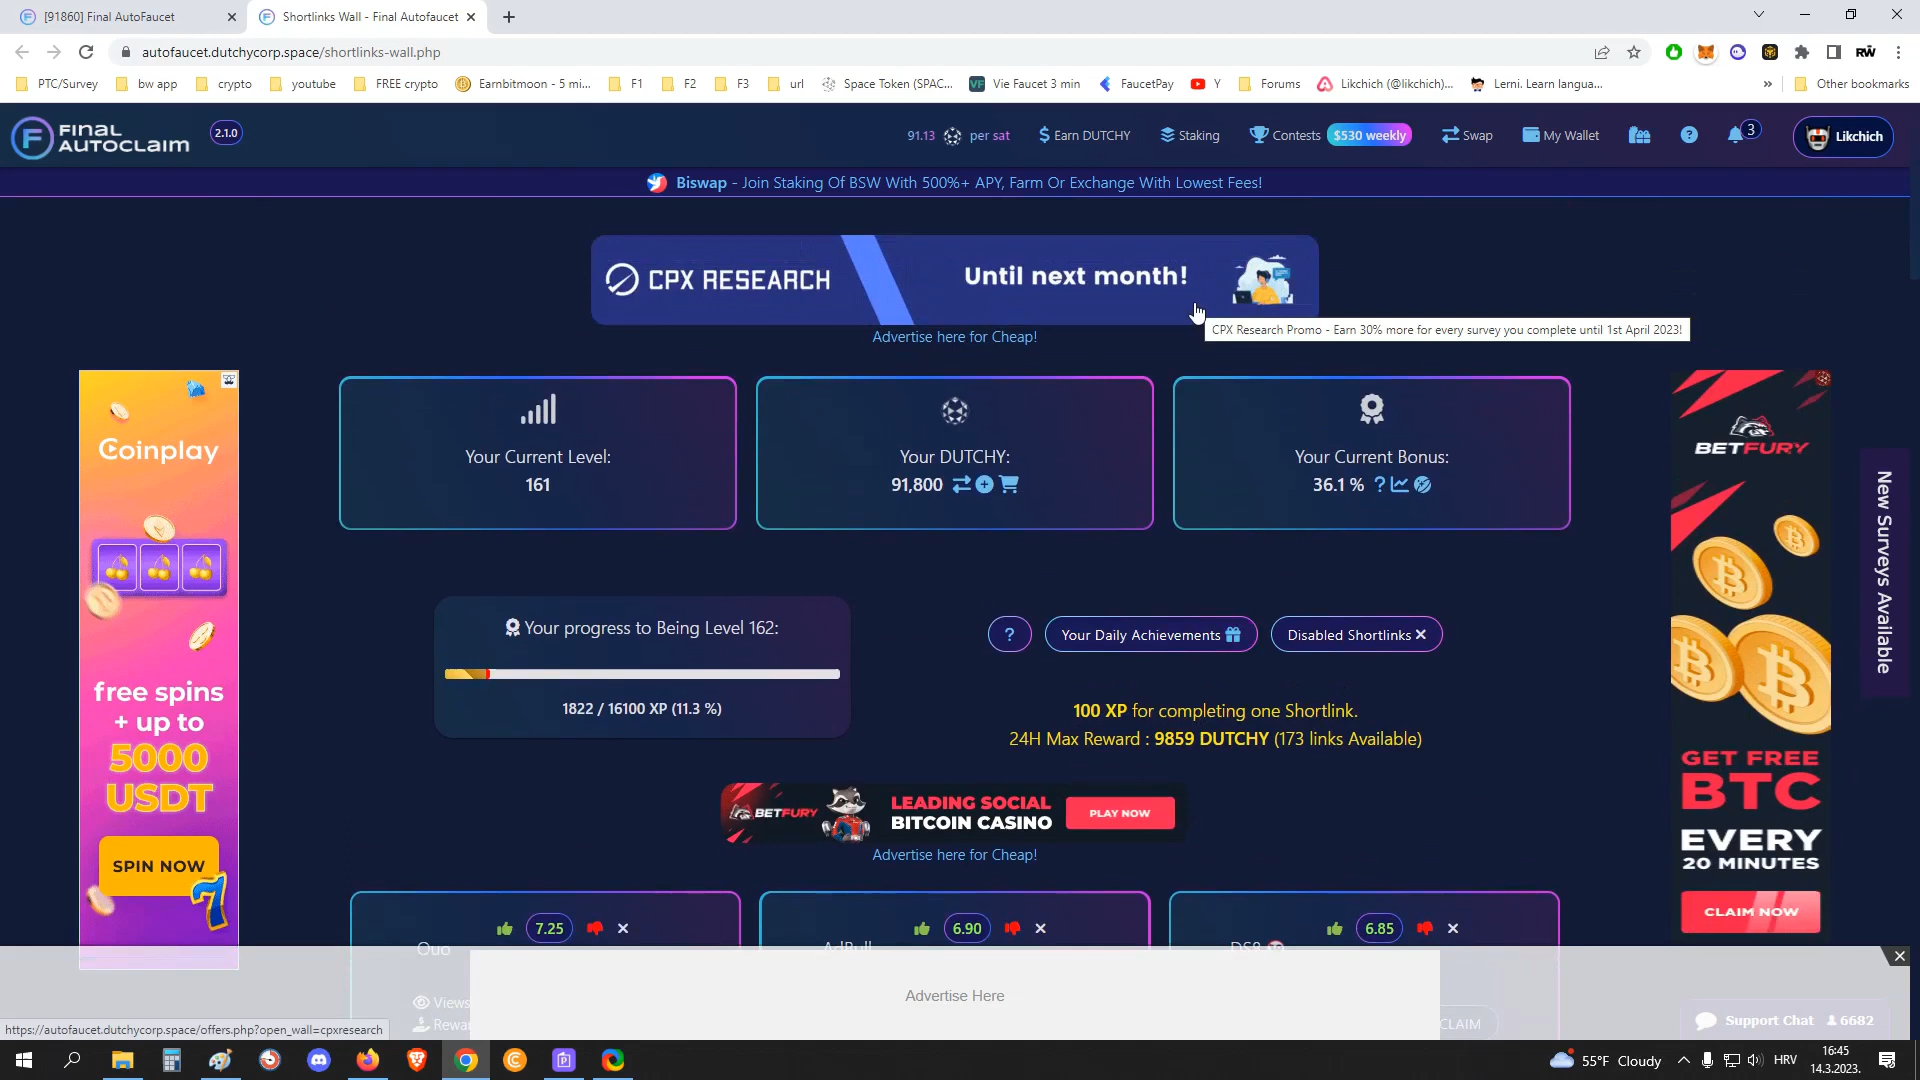 [91860] Final AutoFaucet
Shortlinks Wall - Final Autofaucet
autofaucet.dutchycorp.space/shortlinks-wall.php
PTC/Survey
bw app
crypto
youtube
FREE crypto
Earnbitmoon - 5 mi...
F1
F2
F3
url
Space Token (SPAC...
Vie Faucet 3 min
FaucetPay
Y
Forums
Likchich (@likchich)...
Lerni. Learn langua...
Other bookmarks
FINAL
AUTOCLAIM
2.1.0
91.13 per sat
Earn DUTCHY
Staking
Contests $530 weekly
Swap
My Wallet
3
Likchich
Biswap - Join Staking Of BSW With 500%+ APY, Farm Or Exchange With Lowest Fees!
CPX RESEARCH
Until next month!
CPX Research Promo - Earn 30% more for every survey you complete until 1st April 2023!
Advertise here for Cheap!
Coinplay
free spins
+ up to
5000
USDT
SPIN NOW
Your Current Level:
161
Your DUTCHY:
91,800
Your Current Bonus:
36.1 % ?
BETFURY
GET FREE
BTC
EVERY
20 MINUTES
CLAIM NOW
New Surveys Available
Your progress to Being Level 162:
1822 / 16100 XP (11.3 %)
?
Your Daily Achievements
Disabled Shortlinks
100 XP for completing one Shortlink.
24H Max Reward : 9859 DUTCHY (173 links Available)
BETFURY
LEADING SOCIAL
BITCOIN CASINO
PLAY NOW
Advertise here for Cheap!
7.25
6.90
6.85
Quo
AdBull
Views
Advertise Here
CLAIM
Support Chat 6682
https://autofaucet.dutchycorp.space/offers.php?open_wall=cpxresearch
55°F Cloudy
HRV
16:45
14.3.2023.